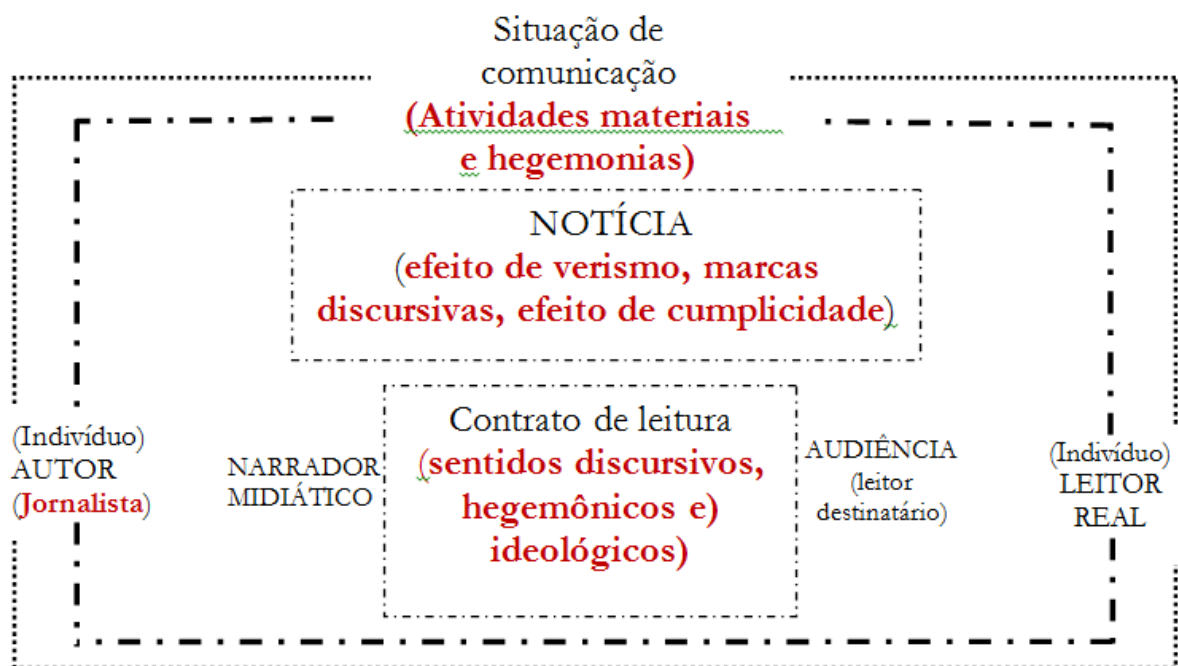 Situação de
comunicação
(Atividades materiais
e hegemonias)
NOTÍCIA
(efeito de verismo, marcas
discursivas, efeito de cumplicidade)
(Indivíduo)
AUTOR
(Jornalista)
NARRADOR
MIDIÁTICO
Contrato de leitura
(sentidos discursivos,
hegemônicos e)
ideológicos)
AUDIÊNCIA
(leitor
destinatário)
(Indivíduo)
LEITOR
REAL